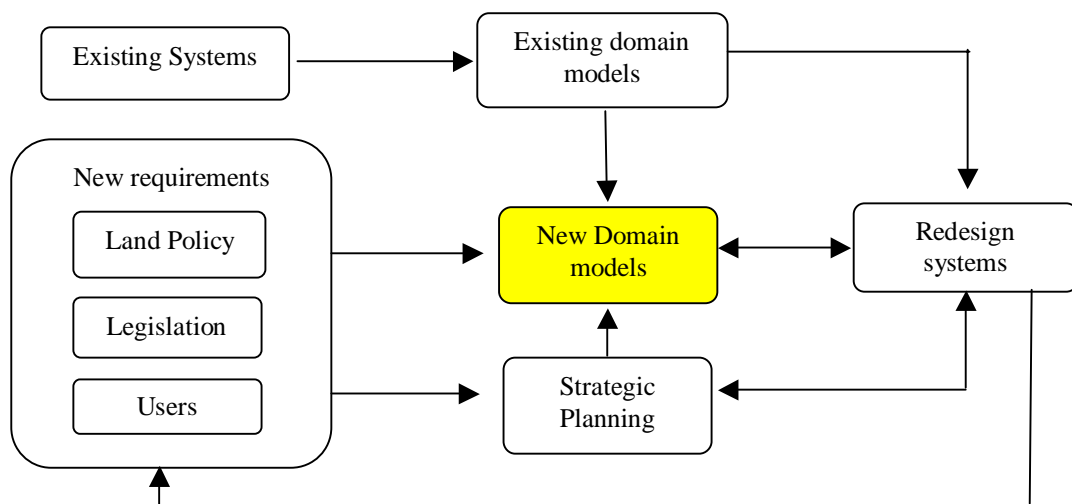 Existing Systems
Existing domain
models
New requirements
Land Policy
Legislation
Users
New Domain
models
Redesign
systems
Strategic
Planning